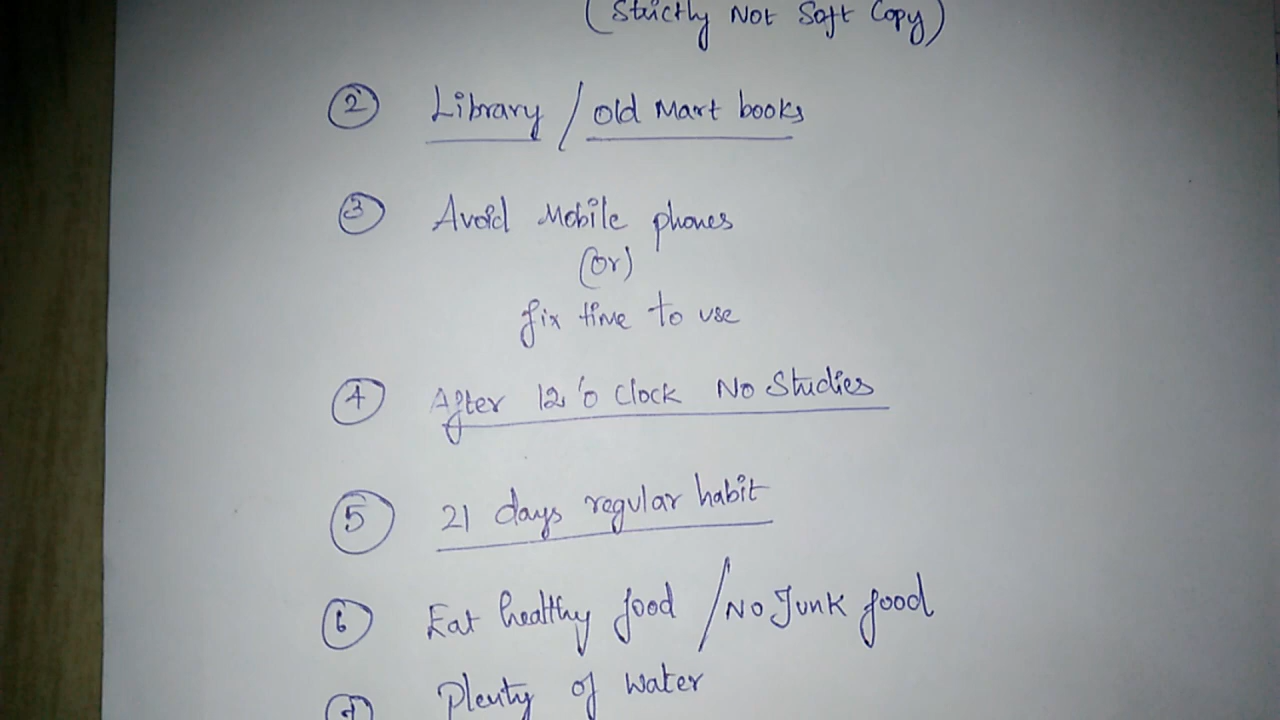 (Strictly Not Soft Copy)
② Library / old Mart books
③ Avoid Mobile phones
(or)
fix time to use
④ After 12 'o Clock No Studies
⑤ 21 days regular habit
⑥ Eat healthy food / No Junk food
⑦ Plenty of water